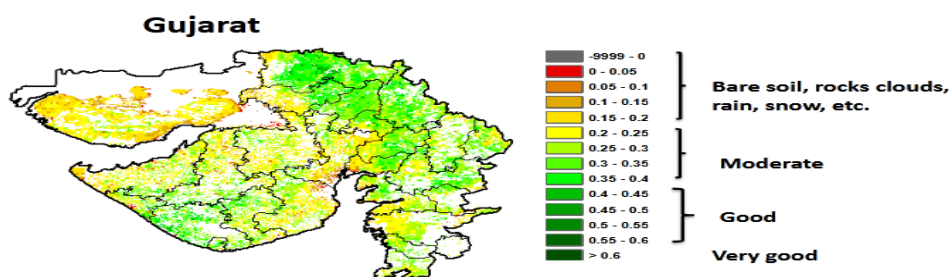 Gujarat
-9999 - 0
0 - 0.05
0.05 - 0.1
0.1 - 0.15
0.15 - 0.2
0.2 - 0.25
0.25 - 0.3
0.3 - 0.35
0.35 - 0.4
0.4 - 0.45
0.45 - 0.5
0.5 - 0.55
0.55 - 0.6
> 0.6
Bare soil, rocks clouds,
rain, snow, etc.
Moderate
Good
Very good